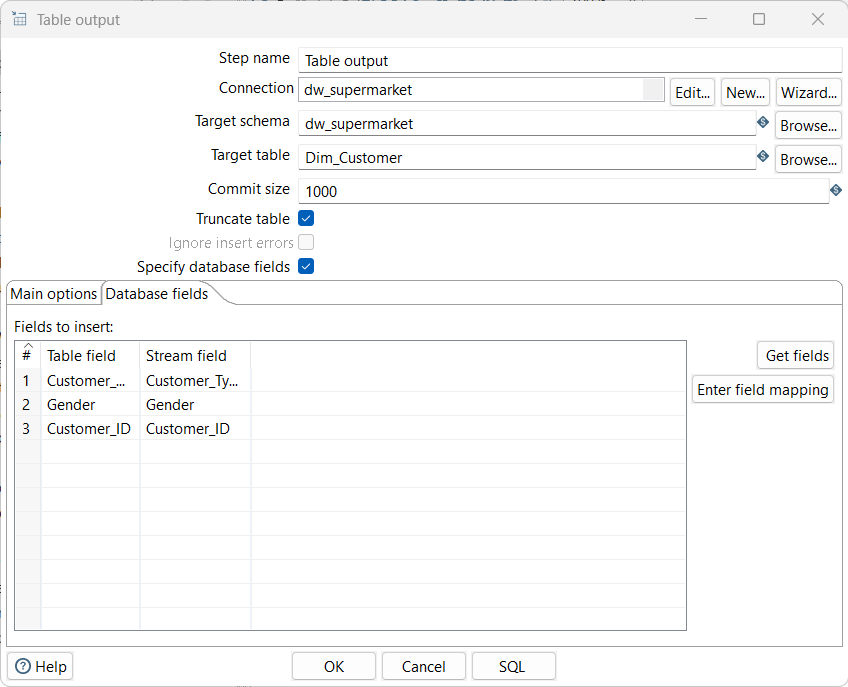 Table output
Step name Table output
Connection dw_supermarket Edit... New... Wizard...
Target schema dw_supermarket Browse...
Target table Dim_Customer Browse...
Commit size 1000
Truncate table
Ignore insert errors
Specify database fields
Main options Database fields
Fields to insert:
# Table field Stream field Get fields
1 Customer_... Customer_Ty...
Enter field mapping
2 Gender Gender
3 Customer_ID Customer_ID
Help OK Cancel SQL